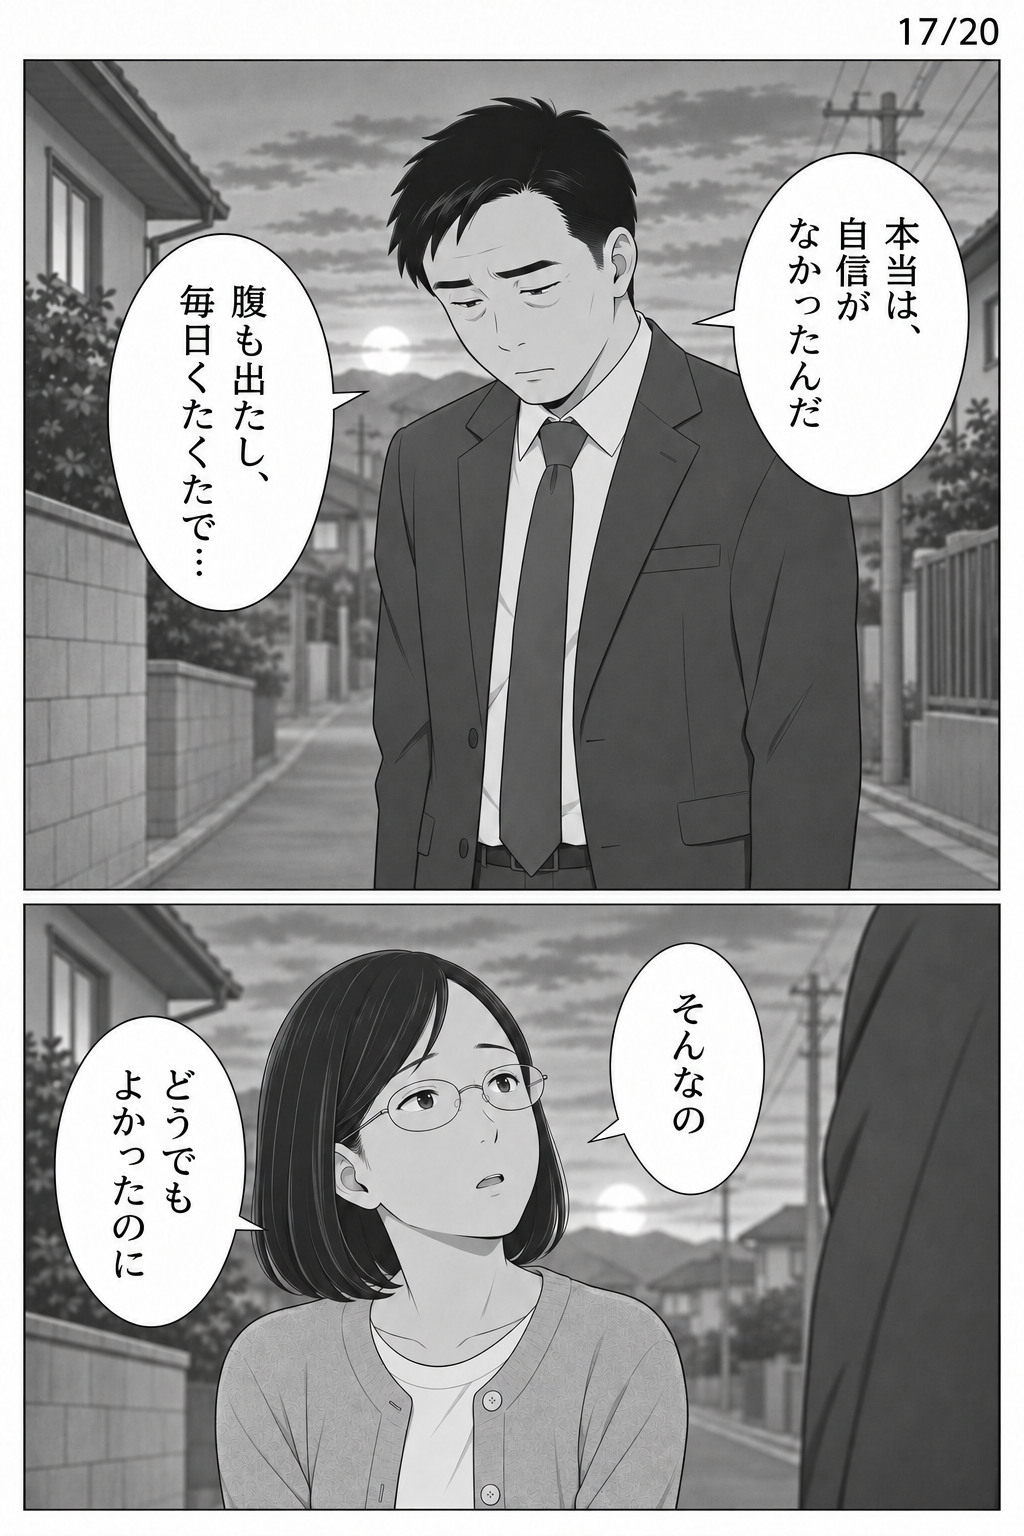 17/20
本当は、
自信が
なかったんだ
腹も出たし、
毎日くたくたで…
そんなの
どうでも
よかったのに